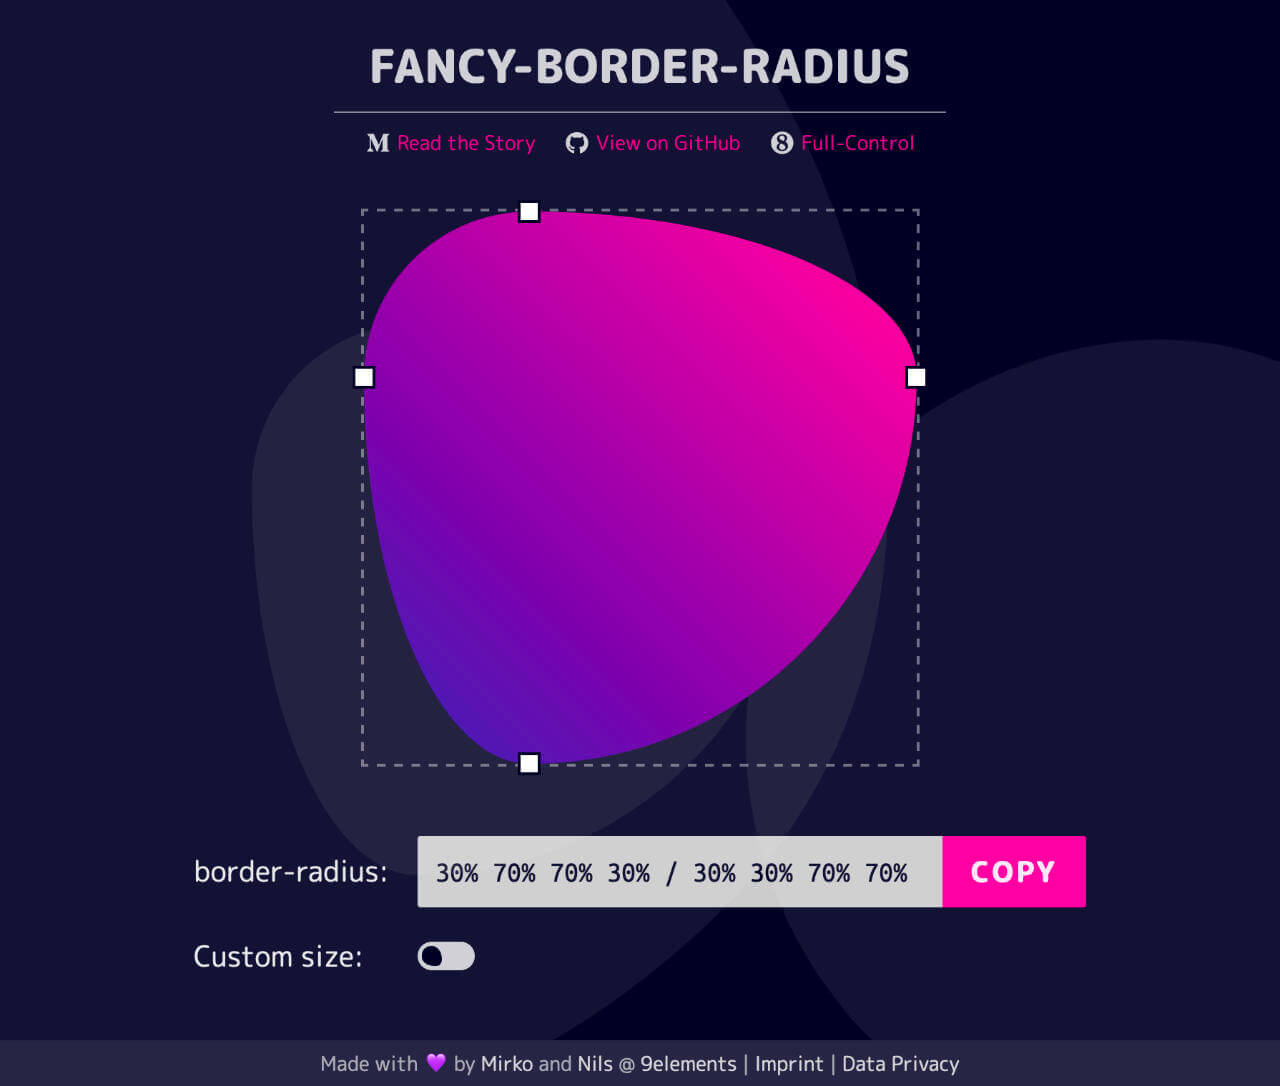 FANCY-BORDER-RADIUS
Read the Story View on GitHub 8 Full-Control
border-radius: 30% 70% 70% 30% / 30% 30% 70% 70% COPY
Custom size:
Made with 💜 by Mirko and Nils @ 9elements | Imprint | Data Privacy